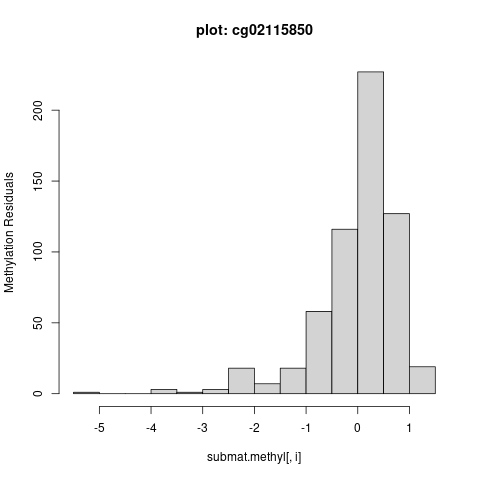 plot: cg02115850
Methylation Residuals
200
150
100
50
0
-5 -4 -3 -2 -1 0 1
submat.methyl[, i]